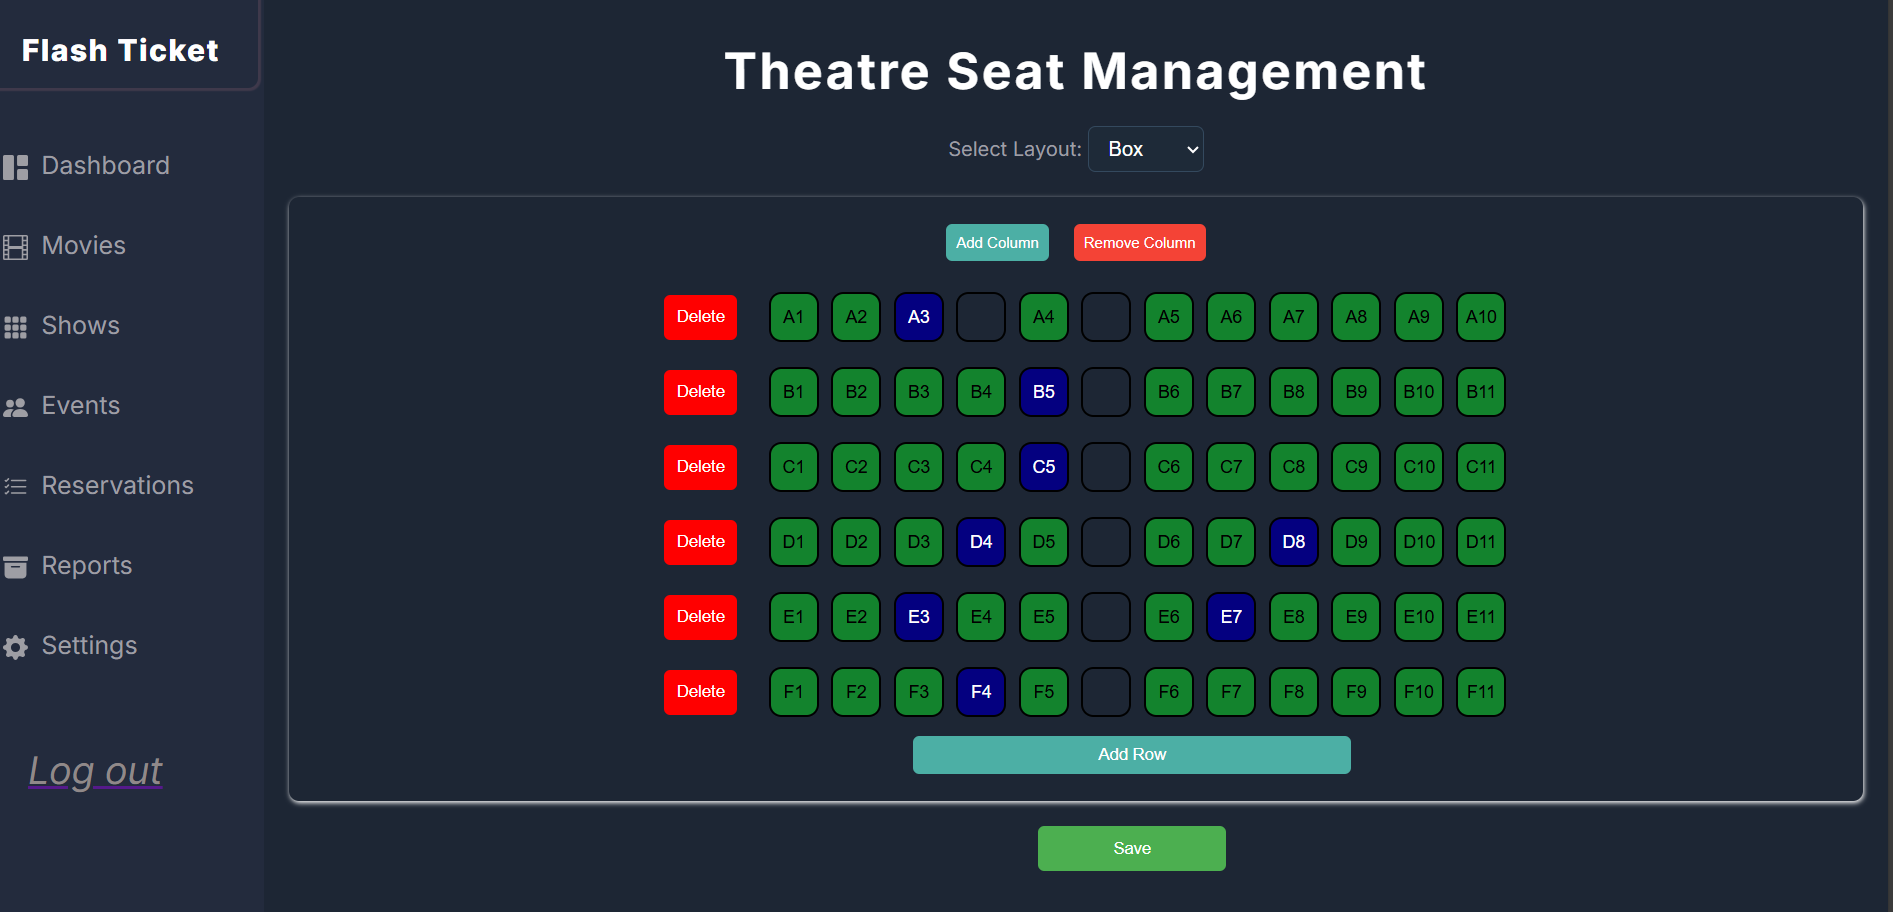 Flash Ticket
Dashboard
Movies
Shows
Events
Reservations
Reports
Settings
Log out
Theatre Seat Management
Select Layout: Box
Add Column Remove Column
Delete A1 A2 A3 A4 A5 A6 A7 A8 A9 A10
Delete B1 B2 B3 B4 B5 B6 B7 B8 B9 B10 B11
Delete C1 C2 C3 C4 C5 C6 C7 C8 C9 C10 C11
Delete D1 D2 D3 D4 D5 D6 D7 D8 D9 D10 D11
Delete E1 E2 E3 E4 E5 E6 E7 E8 E9 E10 E11
Delete F1 F2 F3 F4 F5 F6 F7 F8 F9 F10 F11
Add Row
Save